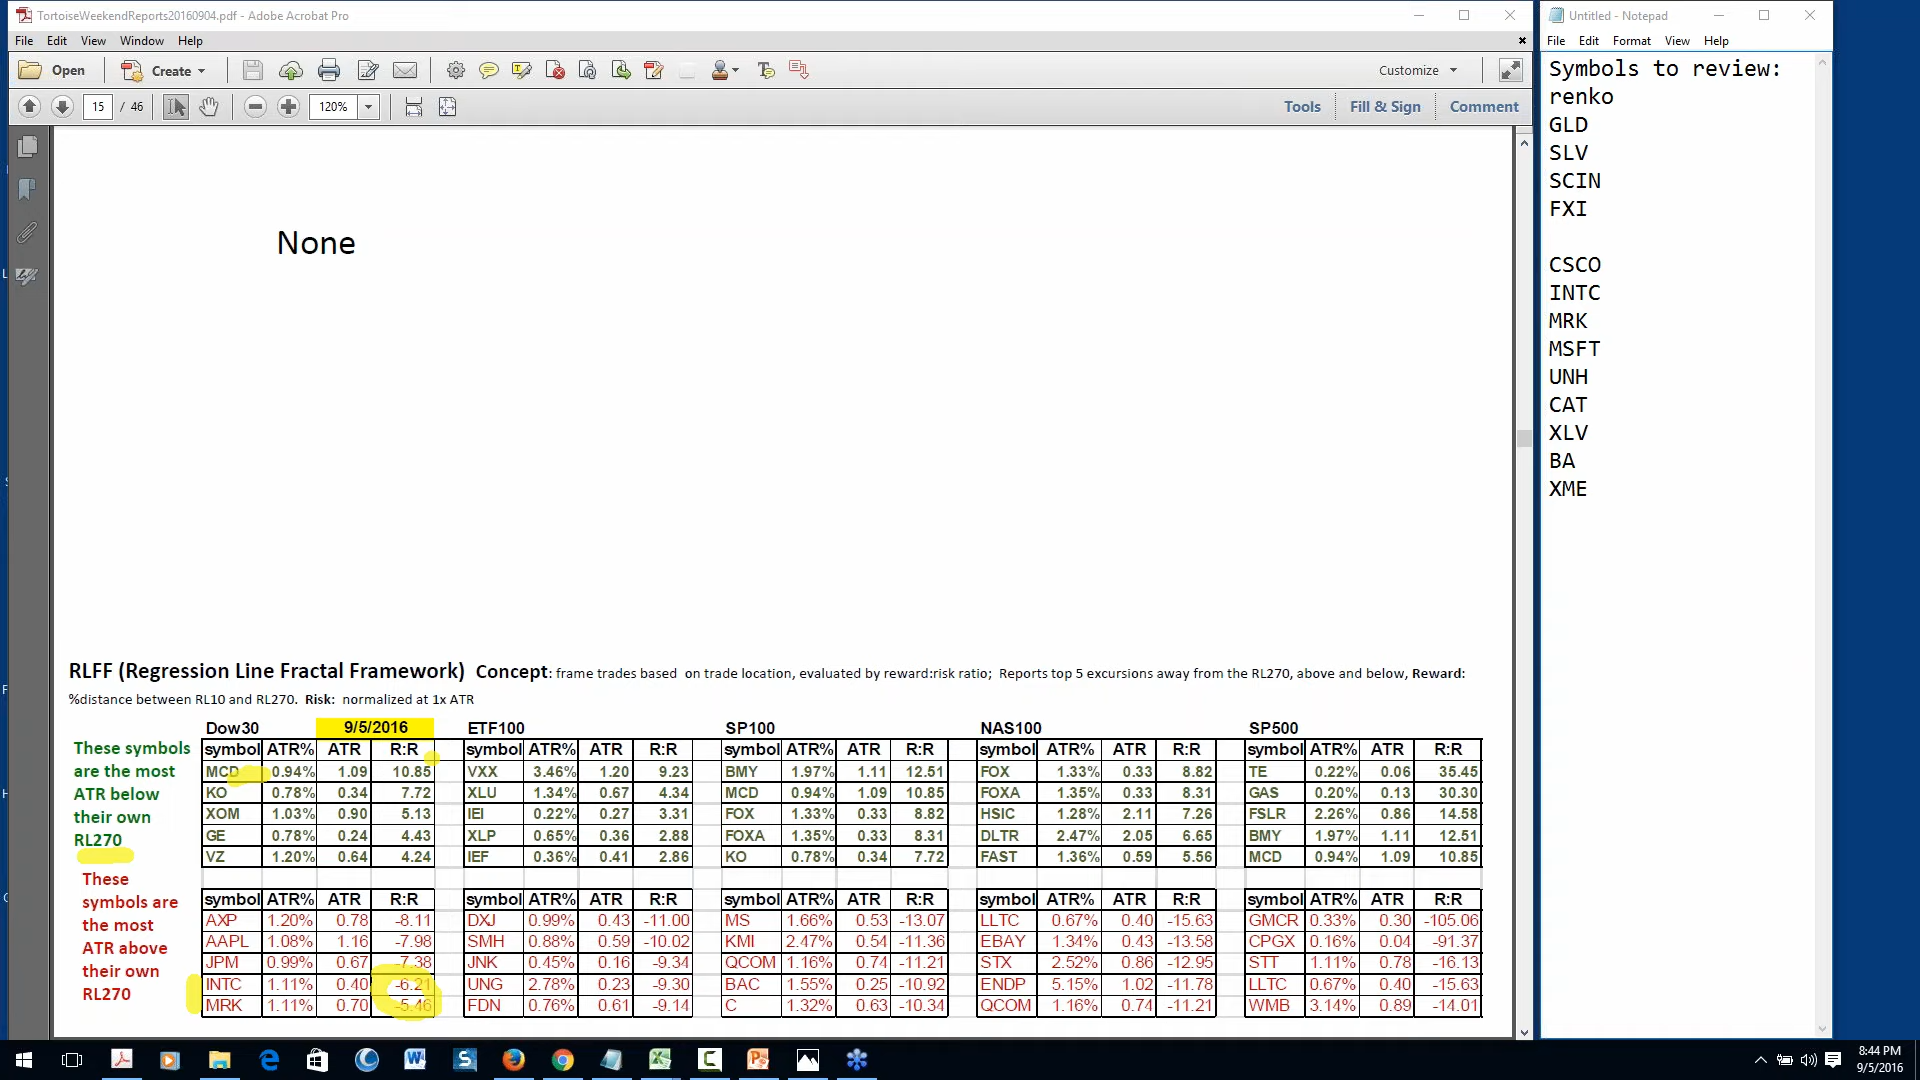 TortoiseWeekendReports20160904.pdf - Adobe Acrobat Pro
File Edit View Window Help
Open Create Customize
15 / 46 120% Tools Fill & Sign Comment
None
RLFF (Regression Line Fractal Framework) Concept: frame trades based on trade location, evaluated by reward:risk ratio; Reports top 5 excursions away from the RL270, above and below, Reward:
%distance between RL10 and RL270. Risk: normalized at 1x ATR
Dow30 9/5/2016 ETF100 SP100 NAS100 SP500
These symbols
are the most
ATR below
their own
RL270
symbol ATR% ATR R:R symbol ATR% ATR R:R symbol ATR% ATR R:R symbol ATR% ATR R:R symbol ATR% ATR R:R
MCD 0.94% 1.09 10.85 VXX 3.46% 1.20 9.23 BMY 1.97% 1.11 12.51 FOX 1.33% 0.33 8.82 TE 0.22% 0.06 35.45
KO 0.78% 0.34 7.72 XLU 1.34% 0.67 4.34 MCD 0.94% 1.09 10.85 FOXA 1.35% 0.33 8.31 GAS 0.20% 0.13 30.30
XOM 1.03% 0.90 5.13 IEI 0.22% 0.27 3.31 FOX 1.33% 0.33 8.82 HSIC 1.28% 2.11 7.26 FSLR 2.26% 0.86 14.58
GE 0.78% 0.24 4.43 XLP 0.65% 0.36 2.88 FOXA 1.35% 0.33 8.31 DLTR 2.47% 2.05 6.65 BMY 1.97% 1.11 12.51
VZ 1.20% 0.64 4.24 IEF 0.36% 0.41 2.86 KO 0.78% 0.34 7.72 FAST 1.36% 0.59 5.56 MCD 0.94% 1.09 10.85
These
symbols are
the most
ATR above
their own
RL270
symbol ATR% ATR R:R symbol ATR% ATR R:R symbol ATR% ATR R:R symbol ATR% ATR R:R symbol ATR% ATR R:R
AXP 1.20% 0.78 -8.11 DXJ 0.99% 0.43 -11.00 MS 1.66% 0.53 -13.07 LLTC 0.67% 0.40 -15.63 GMCR 0.33% 0.30 -105.06
AAPL 1.08% 1.16 -7.98 SMH 0.88% 0.59 -10.02 KMI 2.47% 0.54 -11.36 EBAY 1.34% 0.43 -13.58 CPGX 0.16% 0.04 -91.37
JPM 0.99% 0.67 -7.38 JNK 0.45% 0.16 -9.34 QCOM 1.16% 0.74 -11.21 STX 2.52% 0.86 -12.95 STT 1.11% 0.78 -16.13
INTC 1.11% 0.40 -6.21 UNG 2.78% 0.23 -9.30 BAC 1.55% 0.25 -10.92 ENDP 5.15% 1.02 -11.78 LLTC 0.67% 0.40 -15.63
MRK 1.11% 0.70 -5.46 FDN 0.76% 0.61 -9.14 C 1.32% 0.63 -10.34 QCOM 1.16% 0.74 -11.21 WMB 3.14% 0.89 -14.01
Untitled - Notepad
File Edit Format View Help
Symbols to review:
renko
GLD
SLV
SCIN
FXI
CSCO
INTC
MRK
MSFT
UNH
CAT
XLV
BA
XME
8:44 PM
9/5/2016